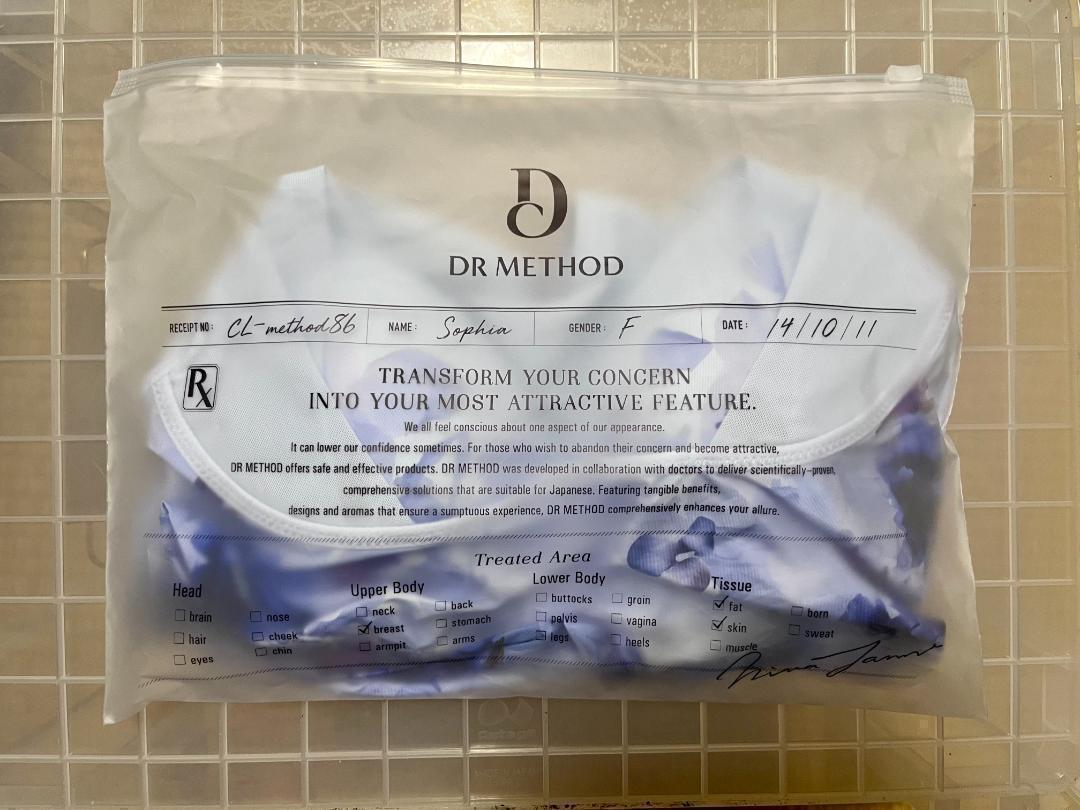 DR METHOD
RECEIPT NO: CL-method86 NAME: Sophia GENDER: F DATE: 14/10/11
Rx
TRANSFORM YOUR CONCERN
INTO YOUR MOST ATTRACTIVE FEATURE.
We all feel conscious about one aspect of our appearance.
It can lower our confidence sometimes. For those who wish to abandon their concern and become attractive,
DR METHOD offers safe and effective products. DR METHOD was developed in collaboration with doctors to deliver scientifically-proven,
comprehensive solutions that are suitable for Japanese. Featuring tangible benefits,
designs and aromas that ensure a sumptuous experience, DR METHOD comprehensively enhances your allure.
Treated Area
Head Upper Body Lower Body Tissue
brain nose neck back buttocks groin fat born
hair cheek breast stomach pelvis vagina skin sweat
eyes chin armpit arms legs heels muscle
MADE IN JAPAN